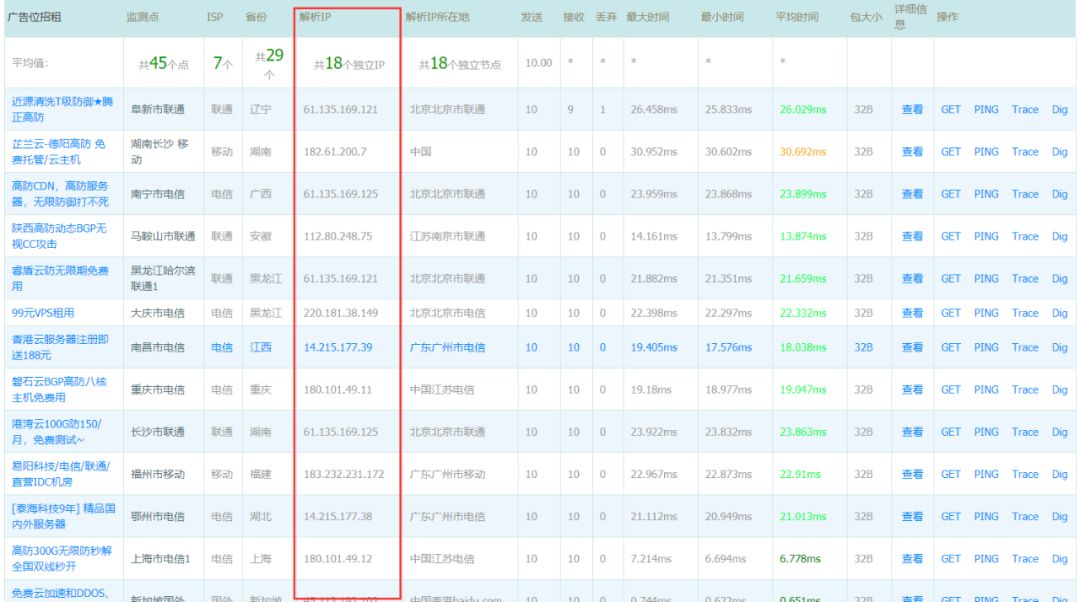 广告位招租 监测点 ISP 省份 解析IP 解析IP所在地 发送 接收 丢弃 最大时间 最小时间 平均时间 包大小 详细信息 操作
平均值: 共45个点 7个 共29个 共18个独立IP 共18个独立节点 10.00 * * * * *
近源清洗T级防御★腾正高防 阜新市联通 联通 辽宁 61.135.169.121 北京北京市联通 10 9 1 26.458ms 25.833ms 26.029ms 32B 查看 GET PING Trace Dig
芷兰云-德阳高防 免费托管/云主机 湖南长沙 移动 移动 湖南 182.61.200.7 中国 10 10 0 30.952ms 30.602ms 30.692ms 32B 查看 GET PING Trace Dig
高防CDN，高防服务器，无限防御打不死 南宁市电信 电信 广西 61.135.169.125 北京北京市联通 10 10 0 23.959ms 23.868ms 23.899ms 32B 查看 GET PING Trace Dig
陕西高防动态BGP无视CC攻击 马鞍山市联通 联通 安徽 112.80.248.75 江苏南京市联通 10 10 0 14.161ms 13.799ms 13.874ms 32B 查看 GET PING Trace Dig
睿盾云防无限期免费用 黑龙江哈尔滨联通1 联通 黑龙江 61.135.169.121 北京北京市联通 10 10 0 21.882ms 21.351ms 21.659ms 32B 查看 GET PING Trace Dig
99元VPS租用 大庆市电信 电信 黑龙江 220.181.38.149 北京北京市电信 10 10 0 22.398ms 22.297ms 22.332ms 32B 查看 GET PING Trace Dig
香港云服务器注册即送188元 南昌市电信 电信 江西 14.215.177.39 广东广州市电信 10 10 0 19.405ms 17.576ms 18.038ms 32B 查看 GET PING Trace Dig
磐石云BGP高防八核主机免费用 重庆市电信 电信 重庆 180.101.49.11 中国江苏电信 10 10 0 19.18ms 18.977ms 19.047ms 32B 查看 GET PING Trace Dig
港湾云100G防150/月，免费测试~ 长沙市联通 联通 湖南 61.135.169.125 北京北京市联通 10 10 0 23.922ms 23.832ms 23.863ms 32B 查看 GET PING Trace Dig
易阳科技/电信/联通/直营IDC机房 福州市移动 移动 福建 183.232.231.172 广东广州市移动 10 10 0 22.967ms 22.873ms 22.91ms 32B 查看 GET PING Trace Dig
[泰海科技9年] 精品国内外服务器 鄂州市电信 电信 湖北 14.215.177.38 广东广州市电信 10 10 0 21.112ms 20.949ms 21.013ms 32B 查看 GET PING Trace Dig
高防300G无限防秒解全国双线秒开 上海市电信1 电信 上海 180.101.49.12 中国江苏电信 10 10 0 7.214ms 6.694ms 6.778ms 32B 查看 GET PING Trace Dig
免费云加速和DDOS、 新加坡国外 国外 新加坡 45.113.192.102 中国香港baidu.com 10 10 0 0.744ms 0.622ms 0.651ms 32B 查看 GET PING Trace Dig